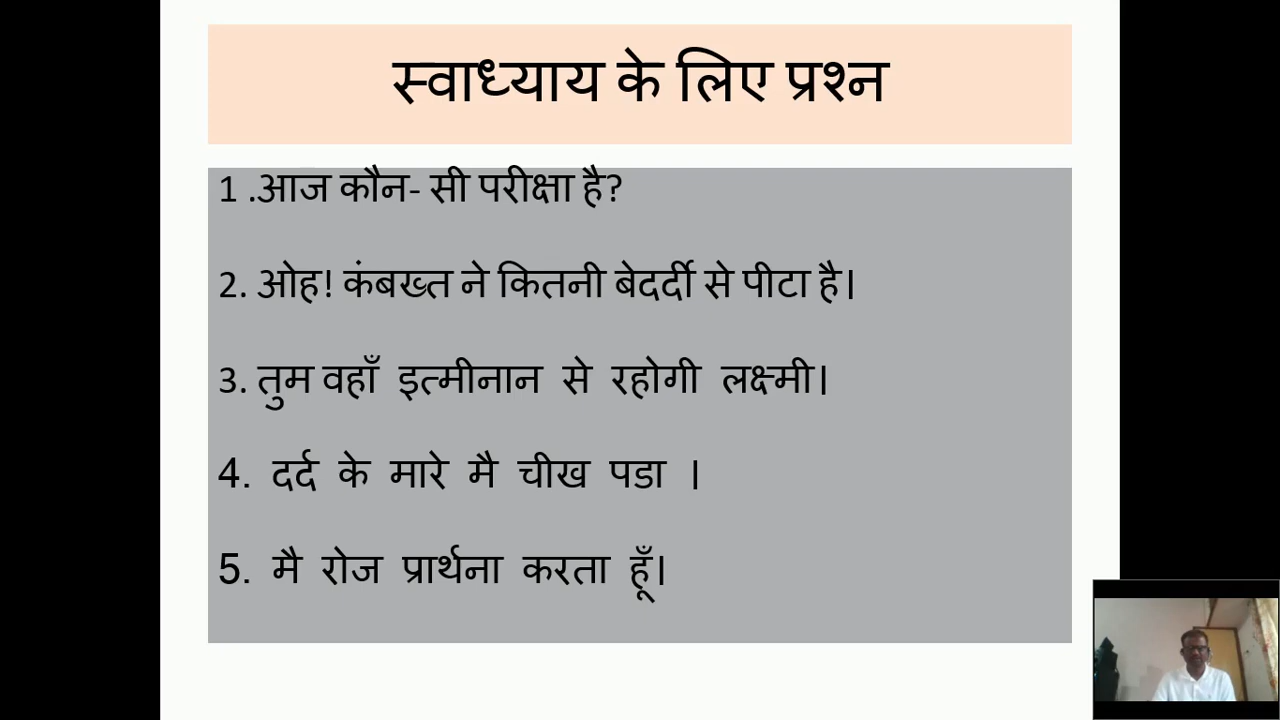 स्वाध्याय के लिए प्रश्न
1 .आज कौन- सी परीक्षा है?
2. ओह! कंबख्त ने कितनी बेदर्दी से पीटा है।
3. तुम वहाँ इत्मीनान से रहोगी लक्ष्मी।
4. दर्द के मारे मै चीख पडा ।
5. मै रोज प्रार्थना करता हूँ।